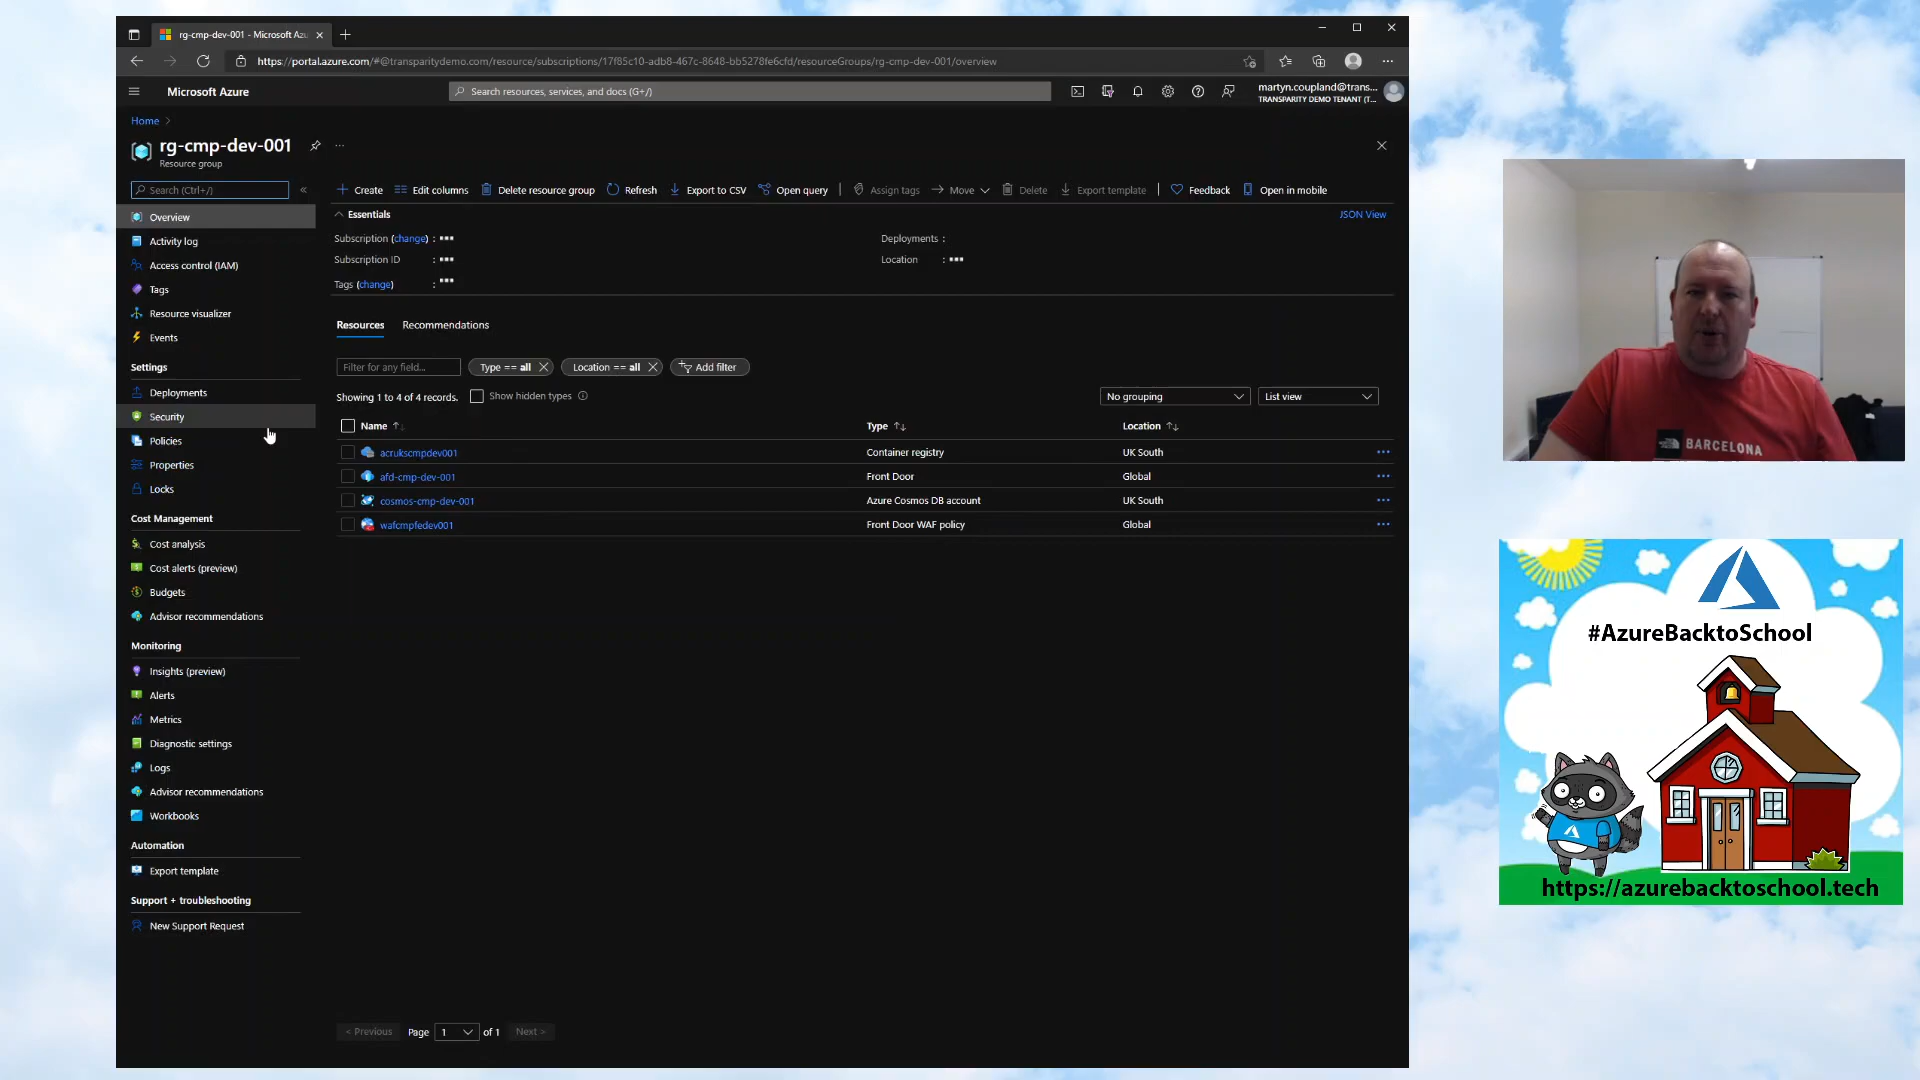 rg-cmp-dev-001 - Microsoft Azu
https://portal.azure.com/#@transparitydemo.com/resource/subscriptions/17f85c10-adb8-467c-8648-bb5278fe6cfd/resourceGroups/rg-cmp-dev-001/overview
Microsoft Azure
Search resources, services, and docs (G+/)
martyn.coupland@trans...
TRANSPARITY DEMO TENANT (T...
Home >
rg-cmp-dev-001
Resource group
Search (Ctrl+/)
Create
Edit columns
Delete resource group
Refresh
Export to CSV
Open query
Assign tags
Move
Delete
Export template
Feedback
Open in mobile
Overview
Activity log
Access control (IAM)
Tags
Resource visualizer
Events
Settings
Deployments
Security
Policies
Properties
Locks
Cost Management
Cost analysis
Cost alerts (preview)
Budgets
Advisor recommendations
Monitoring
Insights (preview)
Alerts
Metrics
Diagnostic settings
Logs
Advisor recommendations
Workbooks
Automation
Export template
Support + troubleshooting
New Support Request
Essentials
JSON View
Subscription (change) :
Deployments :
Subscription ID :
Location :
Tags (change) :
Resources
Recommendations
Filter for any field...
Type == all
Location == all
Add filter
Showing 1 to 4 of 4 records.
Show hidden types
No grouping
List view
Name
Type
Location
acrukscmpdev001
Container registry
UK South
afd-cmp-dev-001
Front Door
Global
cosmos-cmp-dev-001
Azure Cosmos DB account
UK South
wafcmpfedev001
Front Door WAF policy
Global
< Previous
Page
1
of 1
Next >
BARCELONA
#AzureBacktoSchool
https://azurebacktoschool.tech